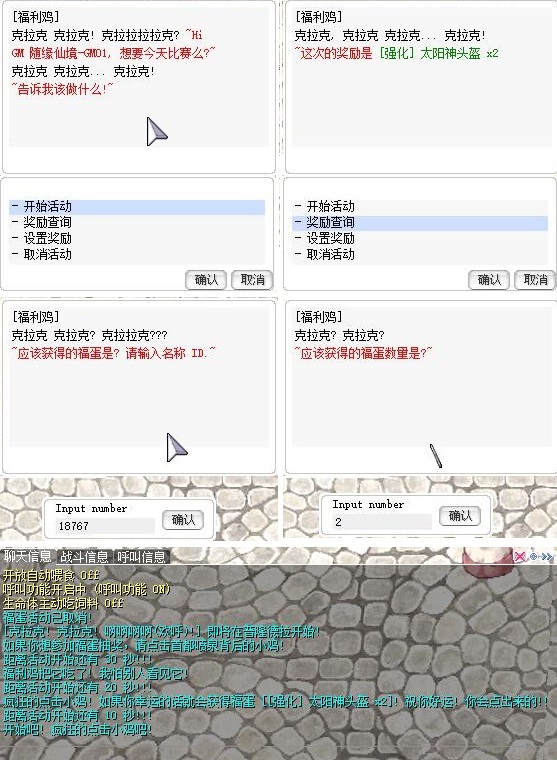 [福利鸡]
克拉克 克拉克! 克拉拉拉拉克? ~Hi
GM 随缘仙境-GM01, 想要今天比赛么?~
克拉克 克拉克... 克拉克!
~告诉我该做什么!~
- 开始活动
- 奖励查询
- 设置奖励
- 取消活动
确认
取消
[福利鸡]
克拉克, 克拉克 克拉克... 克拉克!
~这次的奖励是 [强化] 太阳神头盔 x2
- 开始活动
- 奖励查询
- 设置奖励
- 取消活动
确认
取消
[福利鸡]
克拉克 克拉克? 克拉拉克???
~应该获得的福蛋是? 请输入名称 ID.~
Input number
18767
确认
[福利鸡]
克拉克? 克拉克?
~应该获得的福蛋数量是?~
Input number
2
确认
聊天信息 战斗信息 呼叫信息
开放自动喂食 Off
呼叫功能开启中 (呼叫功能 ON)
生命体主动吃饲料 Off
福蛋活动已取消!
[克拉克! 克拉克! 啊啊啊啊(欢呼)!] 即将在普隆德拉开始!
如果你想参加福蛋抽奖, 请点击首都喷泉背后的小鸡!
距离活动开始还有 30 秒!!!
福利鸡把它吃了, 我怕别人看见它!
距离活动开始还有 20 秒!!!
疯狂的点击小鸡! 如果你幸运的话就会获得福蛋 [[强化] 太阳神头盔 x2]! 祝你好运! 你会点出来的!!
距离活动开始还有 10 秒!!!
开始吧! 疯狂的点击小鸡吧!